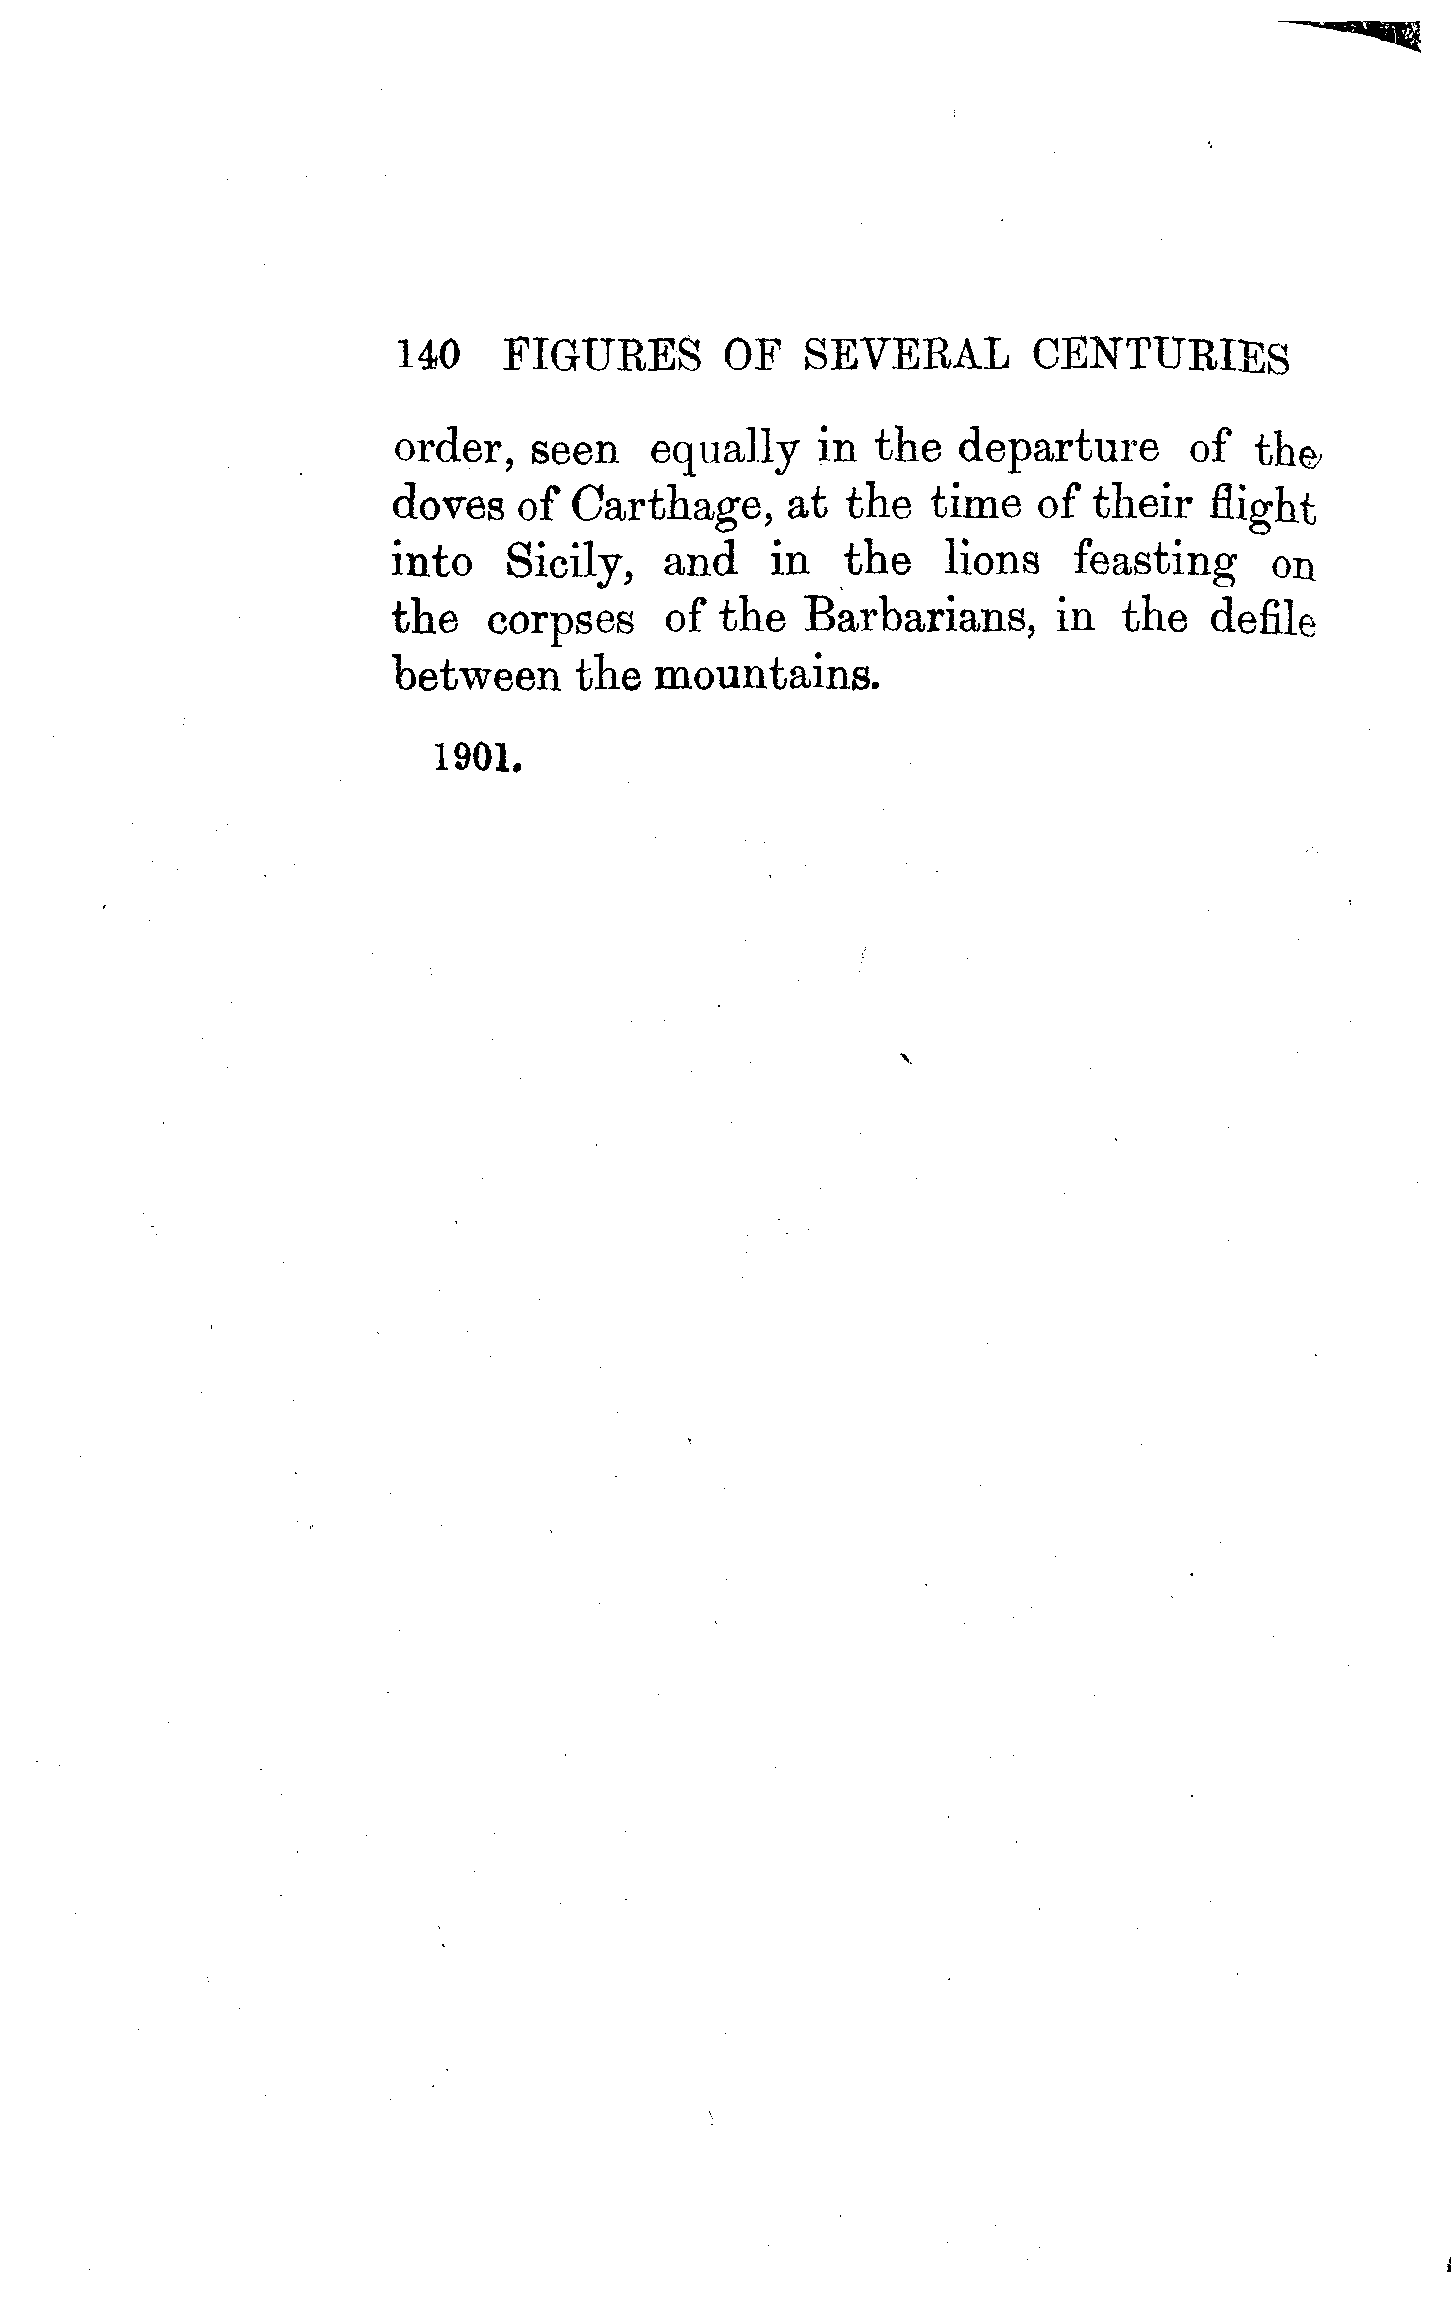 140 FIGURES OF SEVERAL CENTURIES
order, seen equally in the departure of the
doves of Carthage, at the time of their flight
into Sicily, and in the lions feasting on
the corpses of the Barbarians, in the defile
between the mountains.
1901.